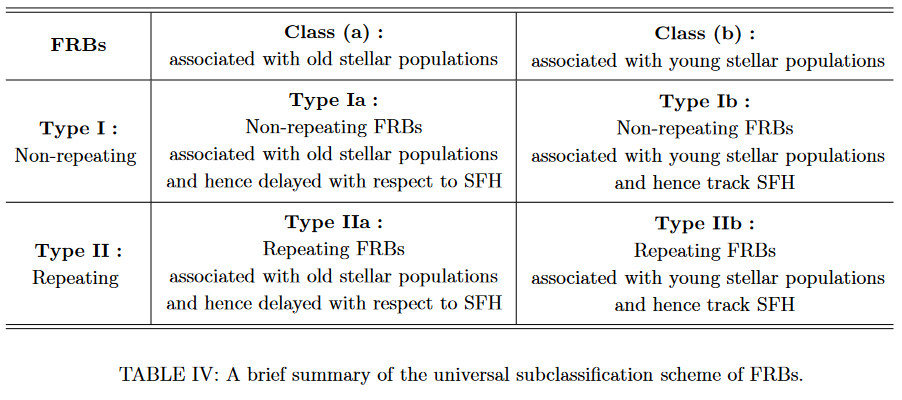 FRBs
Class (a) :
associated with old stellar populations
Class (b) :
associated with young stellar populations
Type I :
Non-repeating
Type Ia :
Non-repeating FRBs
associated with old stellar populations
and hence delayed with respect to SFH
Type Ib :
Non-repeating FRBs
associated with young stellar populations
and hence track SFH
Type II :
Repeating
Type IIa :
Repeating FRBs
associated with old stellar populations
and hence delayed with respect to SFH
Type IIb :
Repeating FRBs
associated with young stellar populations
and hence track SFH
TABLE IV: A brief summary of the universal subclassification scheme of FRBs.